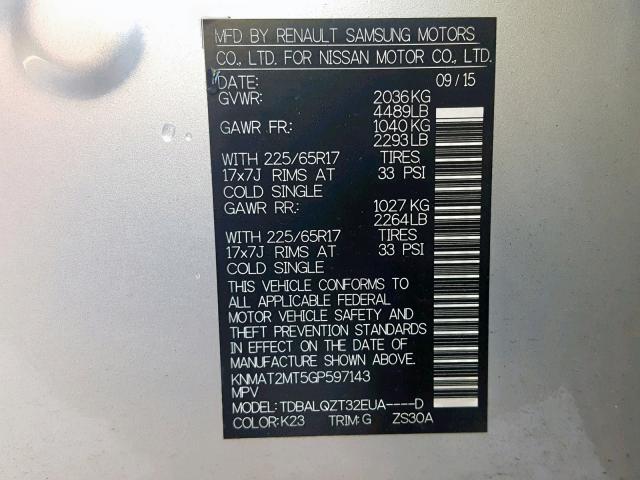 MFD BY RENAULT SAMSUNG MOTORS
CO., LTD. FOR NISSAN MOTOR CO., LTD.
DATE: 09/15
GVWR: 2036KG
4489LB
GAWR FR.: 1040KG
2293LB
WITH 225/65R17 TIRES
17x7J RIMS AT 33 PSI
COLD SINGLE
GAWR RR.: 1027KG
2264LB
WITH 225/65R17 TIRES
17x7J RIMS AT 33 PSI
COLD SINGLE
THIS VEHICLE CONFORMS TO
ALL APPLICABLE FEDERAL
MOTOR VEHICLE SAFETY AND
THEFT PREVENTION STANDARDS
IN EFFECT ON THE DATE OF
MANUFACTURE SHOWN ABOVE.
KNMAT2MT5GP597143
MPV
MODEL:TDBALQZT32EUA----D
COLOR:K23 TRIM:G ZS30A